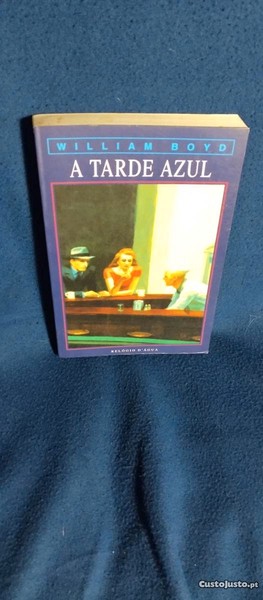 WILLIAM BOYD
A TARDE AZUL
RELÓGIO D'ÁGUA
CustoJusto.pt